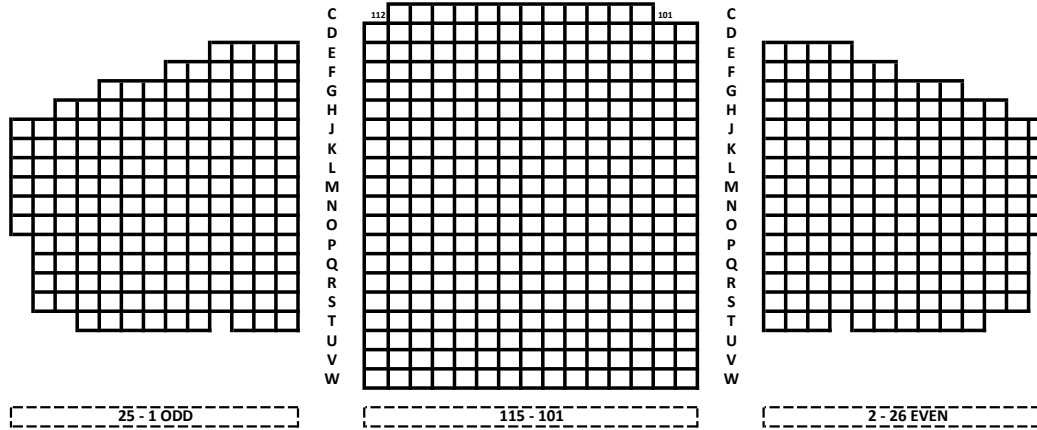 C 112 101 C
D D
E E
F F
G G
H H
J J
K K
L L
M M
N N
O O
P P
Q Q
R R
S S
T T
U U
V V
W W
25 - 1 ODD 115 - 101 2 - 26 EVEN